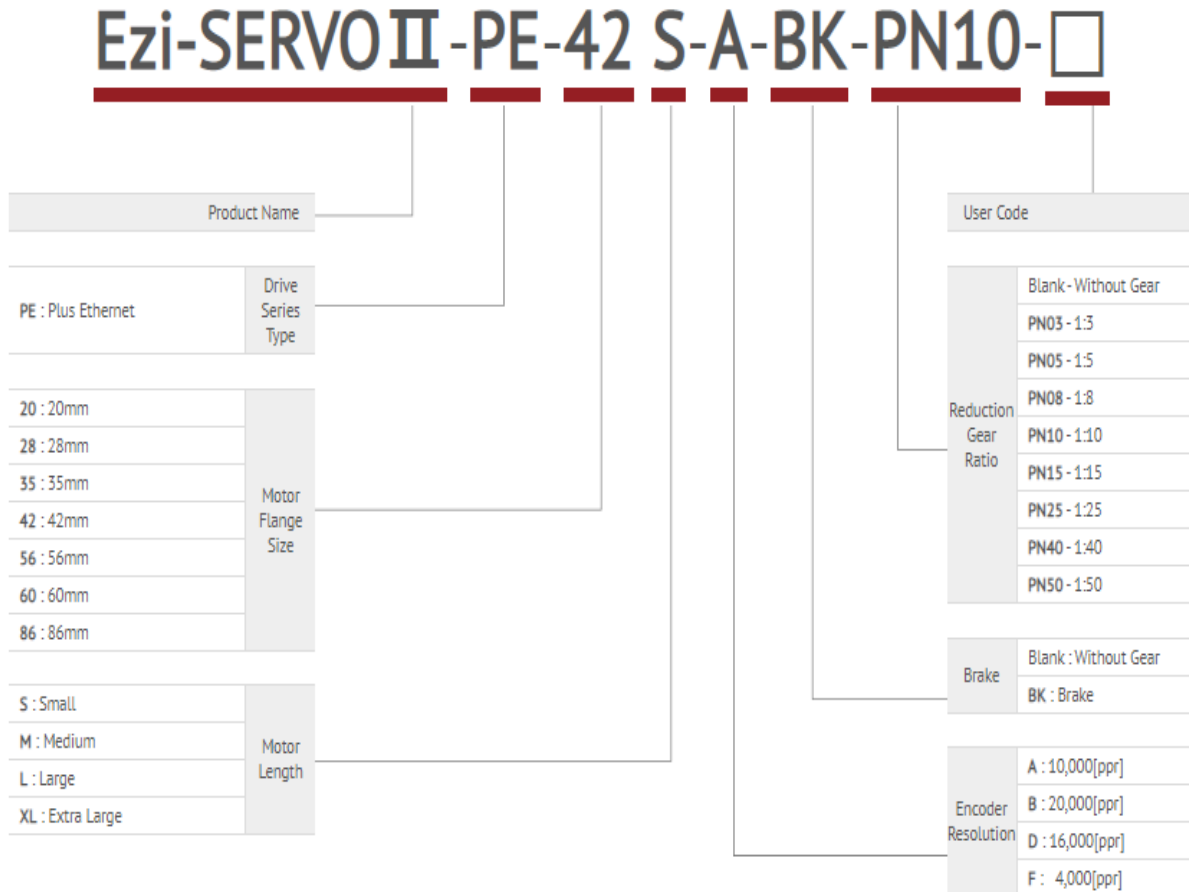 Ezi-SERVOⅡ-PE-42 S-A-BK-PN10-□
Product Name
PE : Plus Ethernet
Drive
Series
Type
20 : 20mm
28 : 28mm
35 : 35mm
42 : 42mm
56 : 56mm
60 : 60mm
86 : 86mm
Motor
Flange
Size
S : Small
M : Medium
L : Large
XL : Extra Large
Motor
Length
User Code
Reduction
Gear
Ratio
Blank - Without Gear
PN03 - 1:3
PN05 - 1:5
PN08 - 1:8
PN10 - 1:10
PN15 - 1:15
PN25 - 1:25
PN40 - 1:40
PN50 - 1:50
Brake
Blank : Without Gear
BK : Brake
Encoder
Resolution
A : 10,000[ppr]
B : 20,000[ppr]
D : 16,000[ppr]
F : 4,000[ppr]